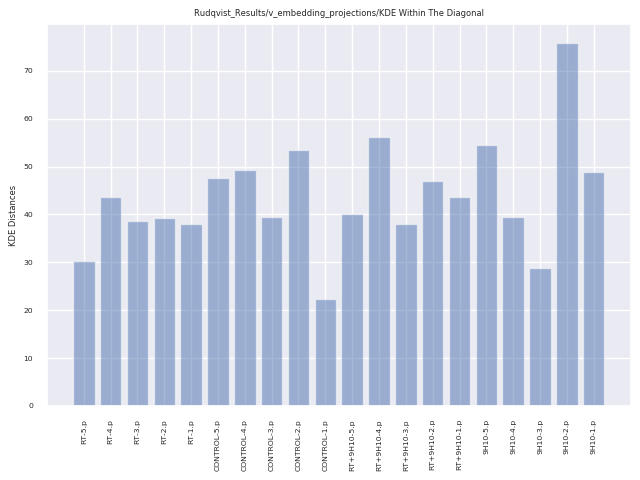 Rudqvist_Results/v_embedding_projections/KDE Within The Diagonal
KDE Distances
70
60
50
40
30
20
10
0
RT-5.p
RT-4.p
RT-3.p
RT-2.p
RT-1.p
CONTROL-5.p
CONTROL-4.p
CONTROL-3.p
CONTROL-2.p
CONTROL-1.p
RT+9H10-5.p
RT+9H10-4.p
RT+9H10-3.p
RT+9H10-2.p
RT+9H10-1.p
9H10-5.p
9H10-4.p
9H10-3.p
9H10-2.p
9H10-1.p